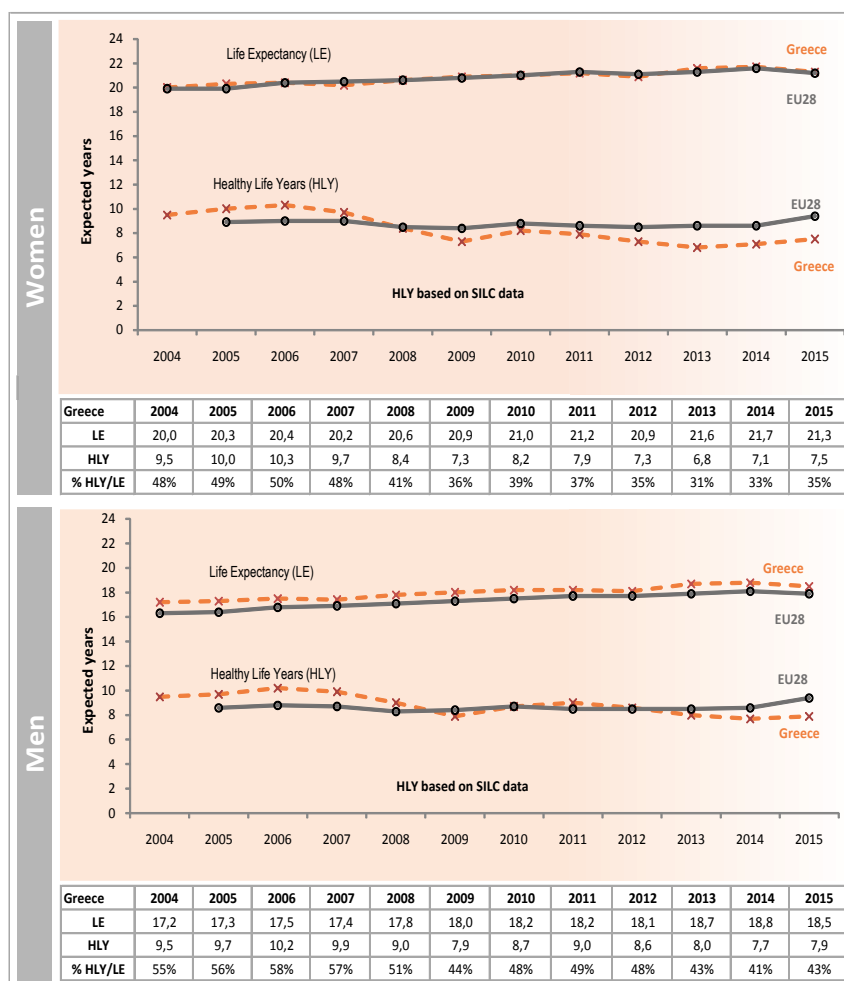 Women
Expected years
24
22
20
18
16
14
12
10
8
6
4
2
0
Life Expectancy (LE)
Greece
EU28
Healthy Life Years (HLY)
EU28
Greece
HLY based on SILC data
2004 2005 2006 2007 2008 2009 2010 2011 2012 2013 2014 2015
Greece 2004 2005 2006 2007 2008 2009 2010 2011 2012 2013 2014 2015
LE 20,0 20,3 20,4 20,2 20,6 20,9 21,0 21,2 20,9 21,6 21,7 21,3
HLY 9,5 10,0 10,3 9,7 8,4 7,3 8,2 7,9 7,3 6,8 7,1 7,5
% HLY/LE 48% 49% 50% 48% 41% 36% 39% 37% 35% 31% 33% 35%
Men
Expected years
24
22
20
18
16
14
12
10
8
6
4
2
0
Life Expectancy (LE)
Greece
EU28
Healthy Life Years (HLY)
EU28
Greece
HLY based on SILC data
2004 2005 2006 2007 2008 2009 2010 2011 2012 2013 2014 2015
Greece 2004 2005 2006 2007 2008 2009 2010 2011 2012 2013 2014 2015
LE 17,2 17,3 17,5 17,4 17,8 18,0 18,2 18,2 18,1 18,7 18,8 18,5
HLY 9,5 9,7 10,2 9,9 9,0 7,9 8,7 9,0 8,6 8,0 7,7 7,9
% HLY/LE 55% 56% 58% 57% 51% 44% 48% 49% 48% 43% 41% 43%